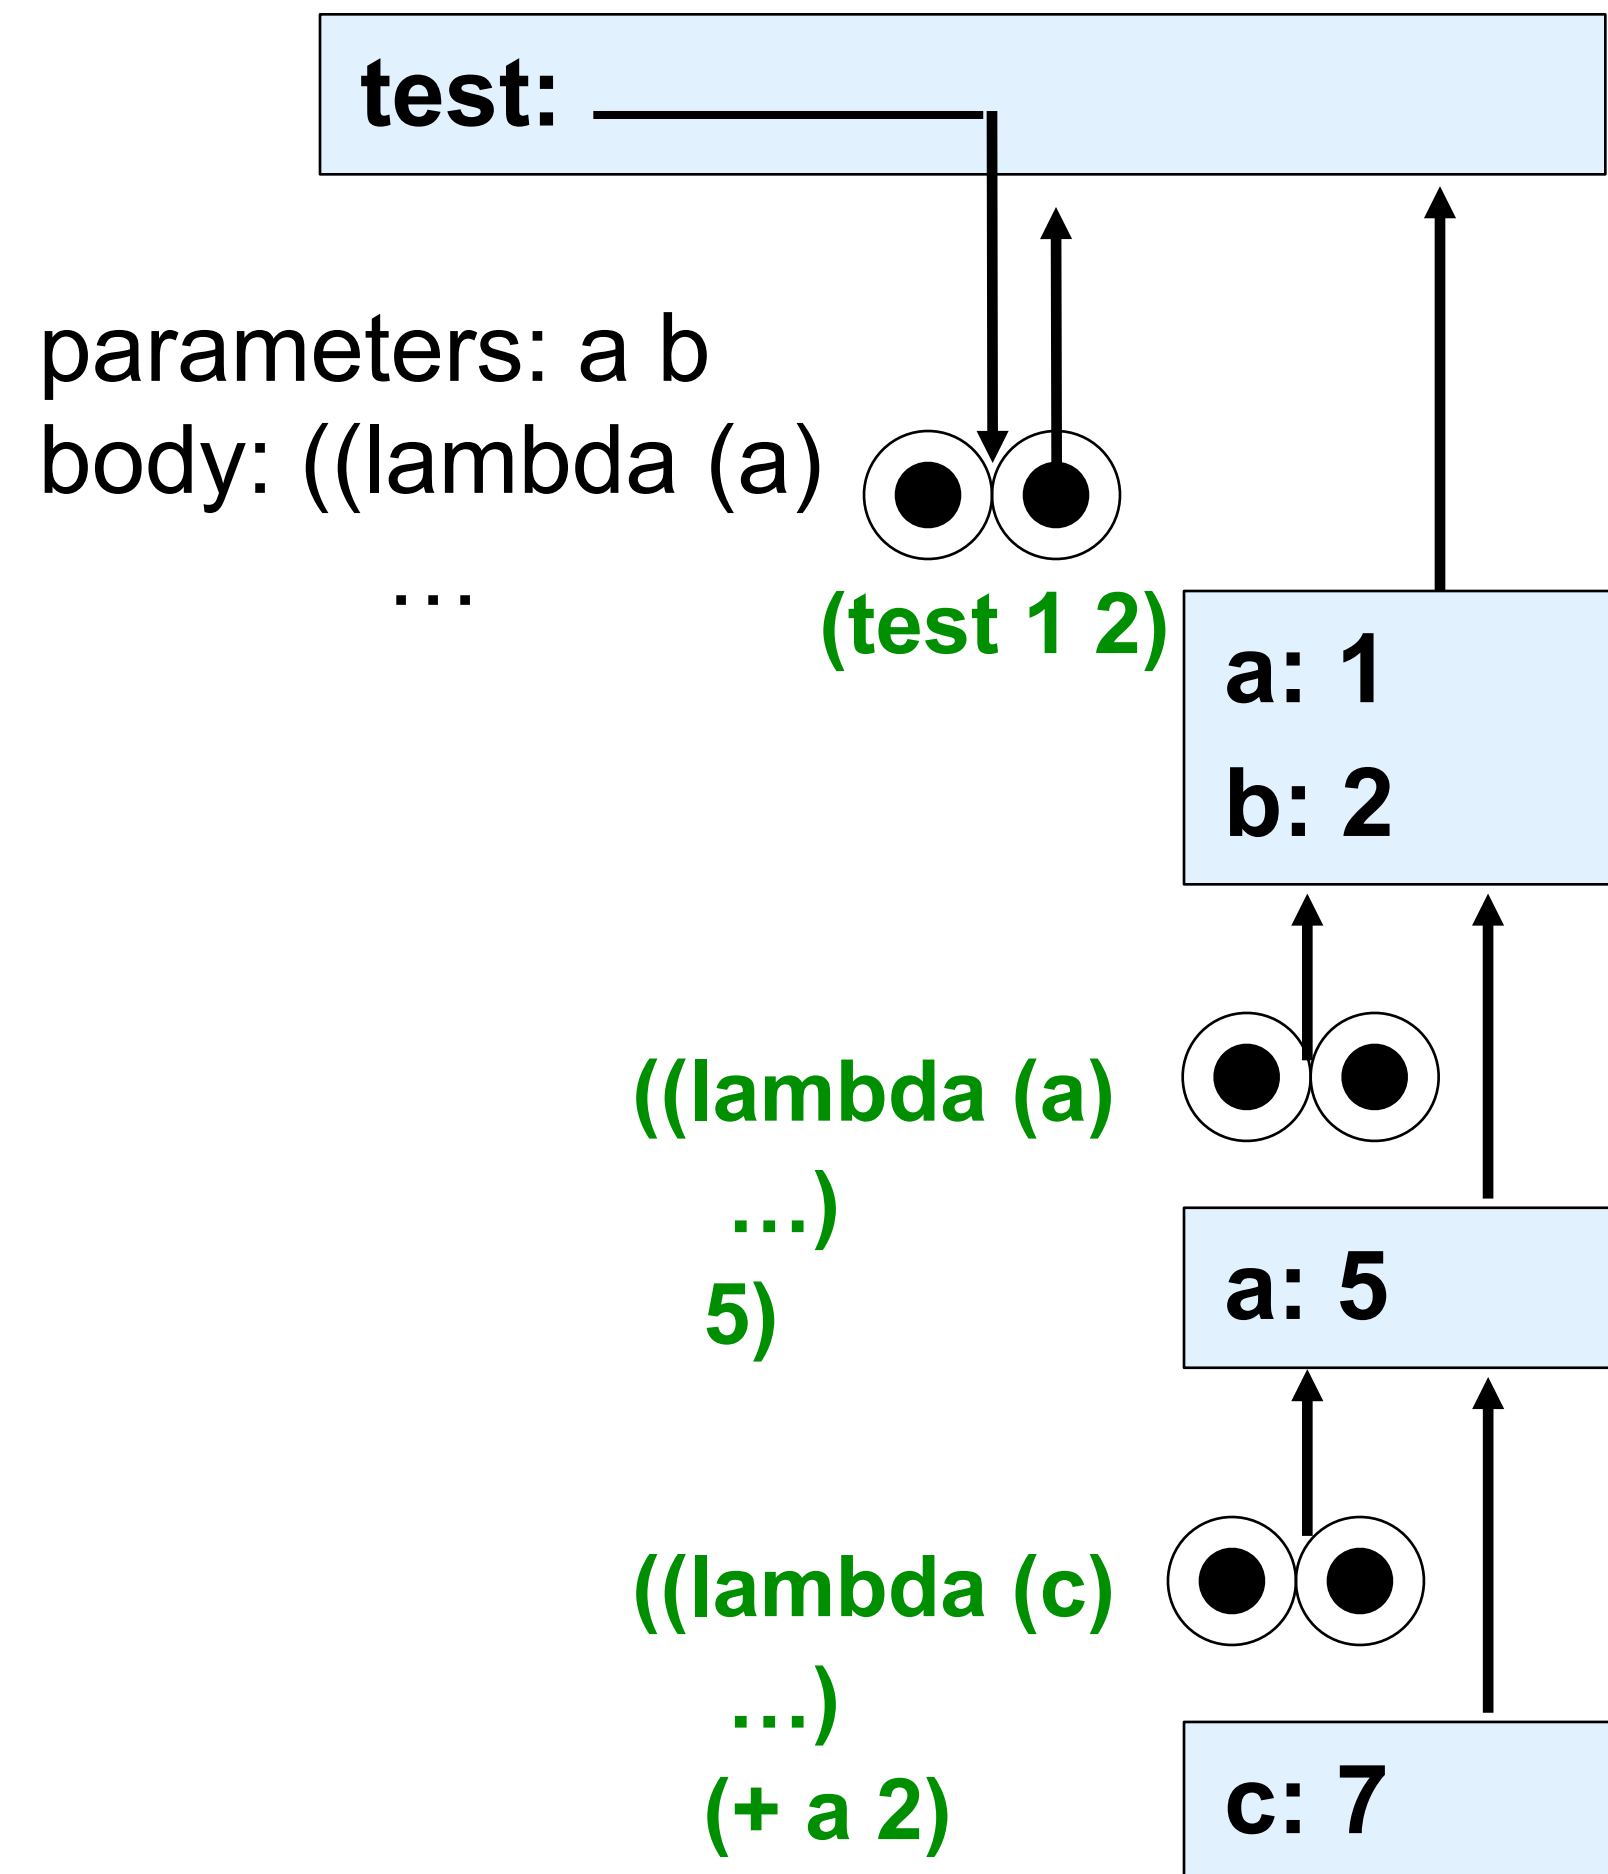 test:
parameters: a b
body: ((lambda (a)
…
(test 1 2)
a: 1
b: 2
((lambda (a)
…)
5)
a: 5
((lambda (c)
…)
(+ a 2)
c: 7